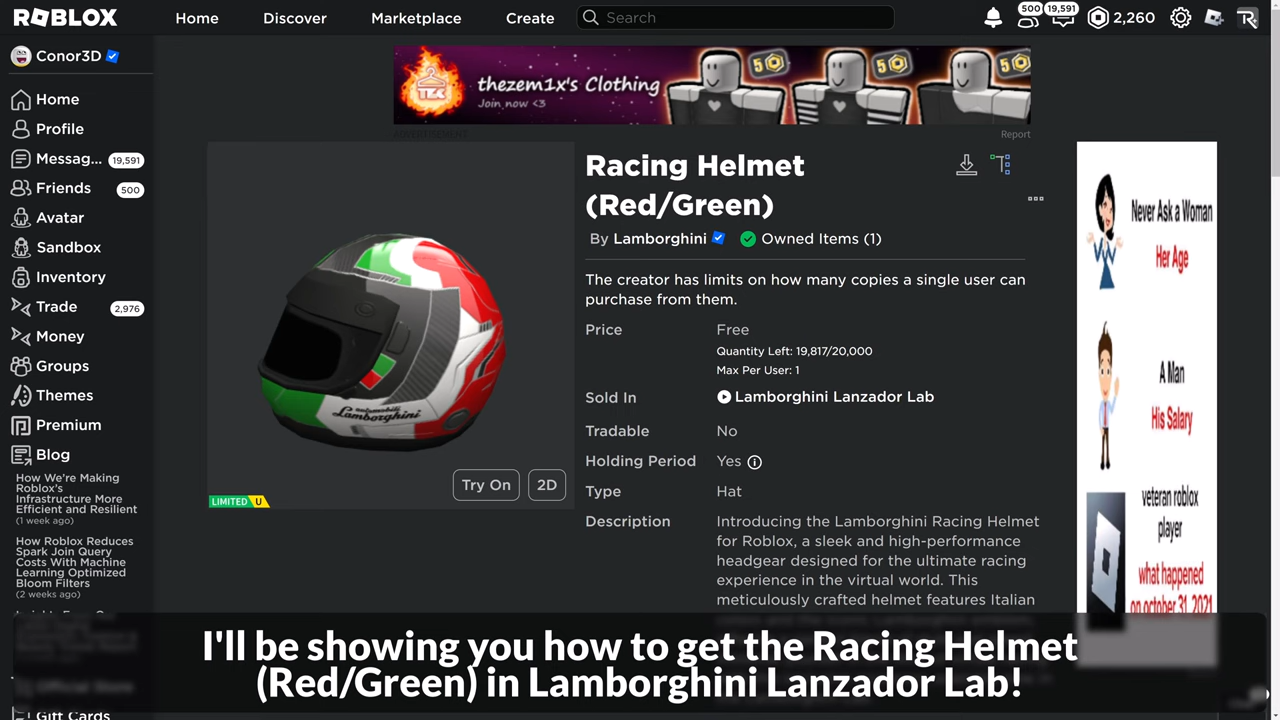 ROBLOX
Home
Discover
Marketplace
Create
Search
500
19,591
2,260
Conor3D
Home
Profile
Messag...
19,591
Friends
500
Avatar
Sandbox
Inventory
Trade
2,976
Money
Groups
Themes
Premium
Blog
How We're Making
Roblox's
Infrastructure More
Efficient and Resilient
(1 week ago)
How Roblox Reduces
Spark Join Query
Costs With Machine
Learning Optimized
Bloom Filters
(2 weeks ago)
Official Store
Gift Cards
TEK
thezem1x's Clothing
Join now <3
5
5
5
ADVERTISEMENT
Report
automobili
Lamborghini
Try On
2D
LIMITED U
Racing Helmet
(Red/Green)
By Lamborghini
Owned Items (1)
The creator has limits on how many copies a single user can
purchase from them.
Price
Free
Quantity Left: 19,817/20,000
Max Per User: 1
Sold In
Lamborghini Lanzador Lab
Tradable
No
Holding Period
Yes
Type
Hat
Description
Introducing the Lamborghini Racing Helmet
for Roblox, a sleek and high-performance
headgear designed for the ultimate racing
experience in the virtual world. This
meticulously crafted helmet features Italian
Never Ask a Woman
Her Age
A Man
His Salary
veteran roblox
player
what happened
on october 31, 2021
I'll be showing you how to get the Racing Helmet
(Red/Green) in Lamborghini Lanzador Lab!